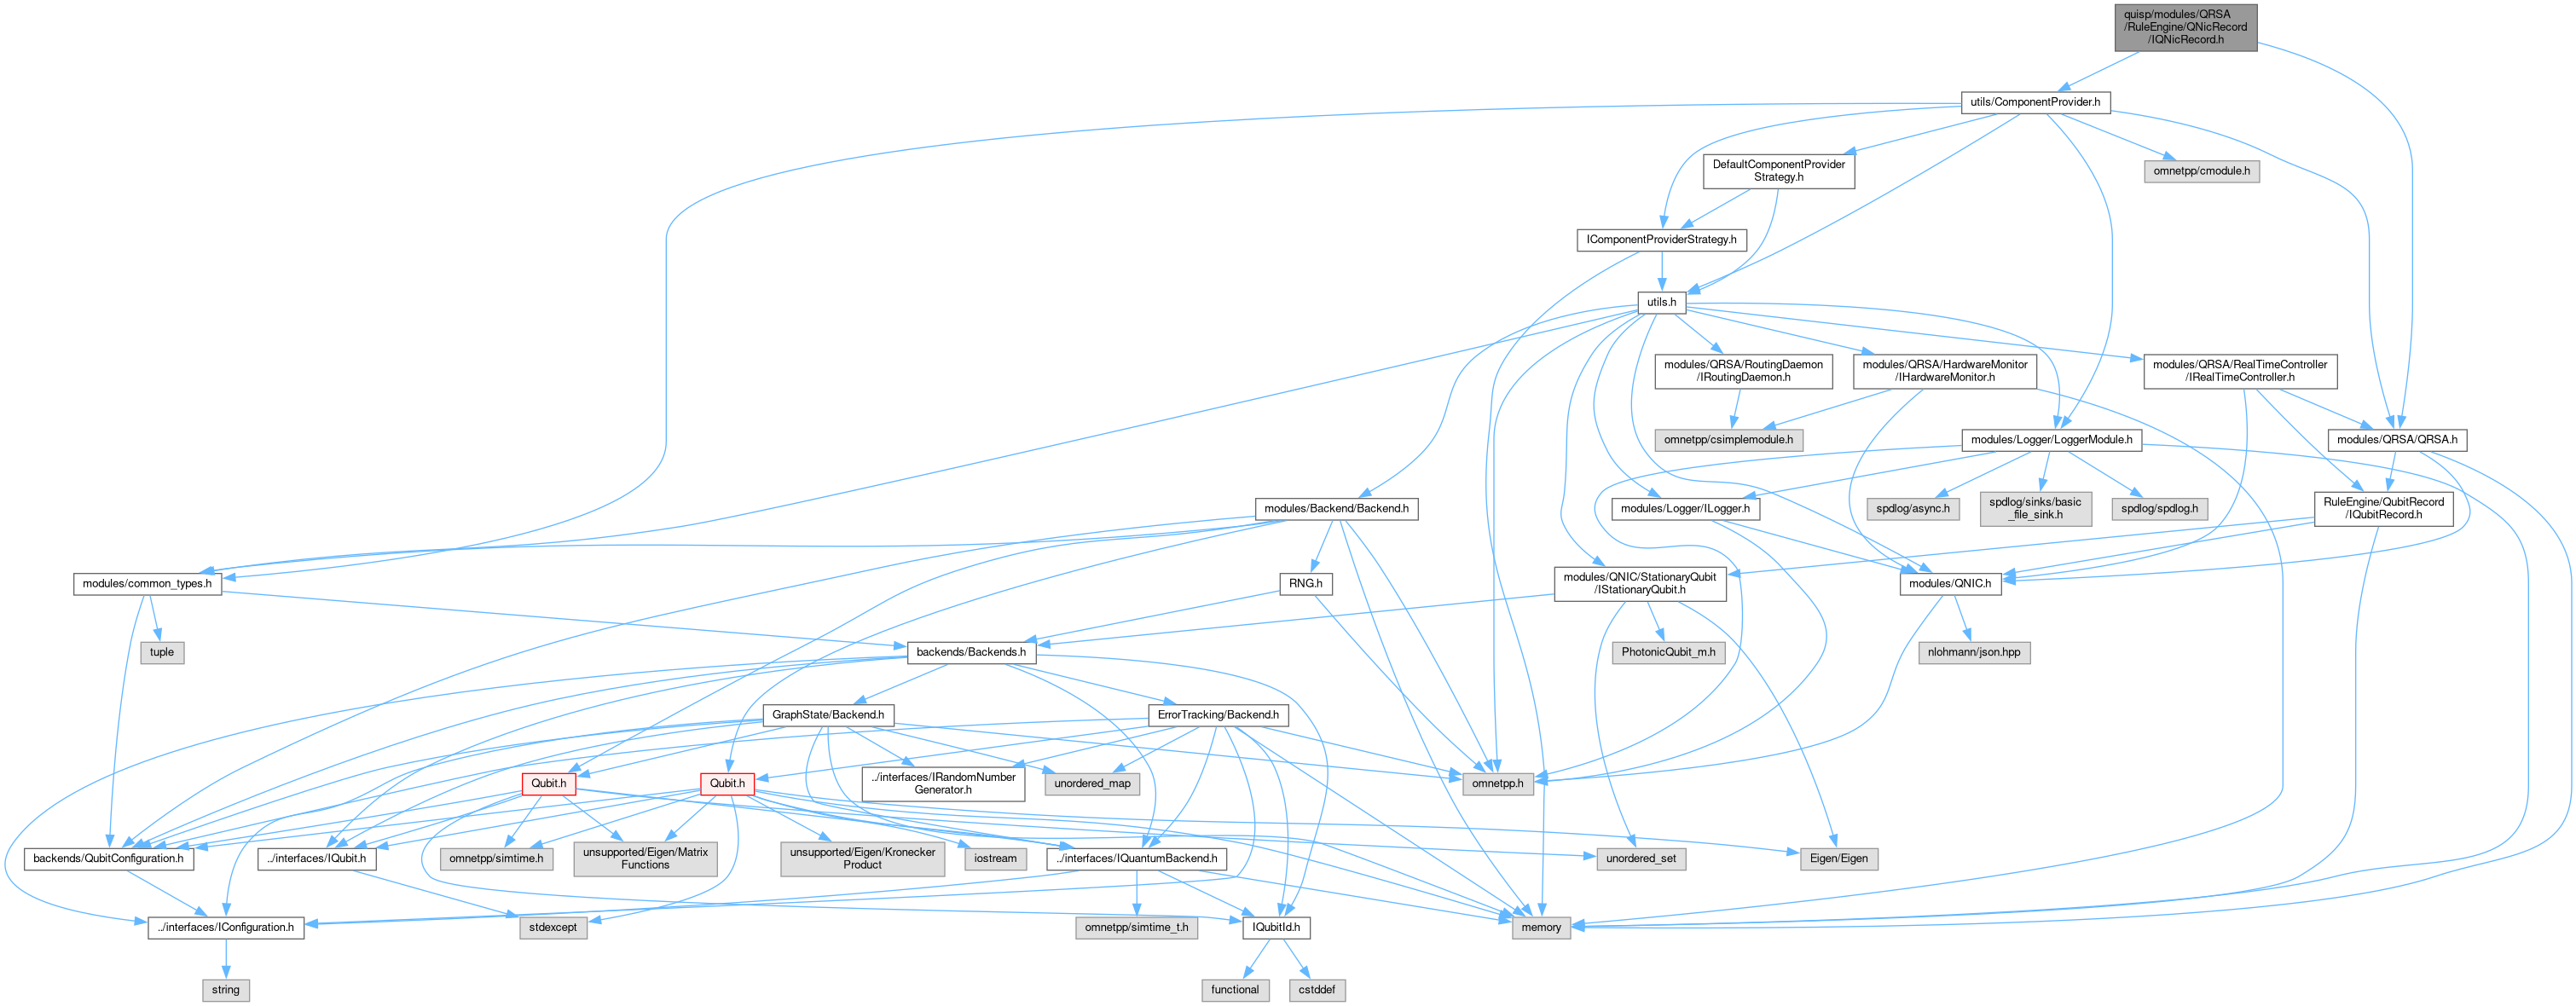 quisp/modules/QRSA
/RuleEngine/QNicRecord
/IQNicRecord.h
utils/ComponentProvider.h
DefaultComponentProvider
Strategy.h
omnetpp/cmodule.h
IComponentProviderStrategy.h
utils.h
modules/QRSA/RoutingDaemon
/IRoutingDaemon.h
modules/QRSA/HardwareMonitor
/IHardwareMonitor.h
modules/QRSA/RealTimeController
/IRealTimeController.h
omnetpp/csimplemodule.h
modules/Logger/LoggerModule.h
modules/QRSA/QRSA.h
modules/Backend/Backend.h
modules/Logger/ILogger.h
spdlog/async.h
spdlog/sinks/basic
_file_sink.h
spdlog/spdlog.h
RuleEngine/QubitRecord
/IQubitRecord.h
modules/common_types.h
RNG.h
modules/QNIC/StationaryQubit
/IStationaryQubit.h
modules/QNIC.h
tuple
backends/Backends.h
PhotonicQubit_m.h
nlohmann/json.hpp
GraphState/Backend.h
ErrorTracking/Backend.h
Qubit.h
Qubit.h
../interfaces/IRandomNumber
Generator.h
unordered_map
omnetpp.h
backends/QubitConfiguration.h
../interfaces/IQubit.h
omnetpp/simtime.h
unsupported/Eigen/Matrix
Functions
unsupported/Eigen/Kronecker
Product
iostream
../interfaces/IQuantumBackend.h
unordered_set
Eigen/Eigen
../interfaces/IConfiguration.h
stdexcept
omnetpp/simtime_t.h
IQubitId.h
memory
string
functional
cstddef